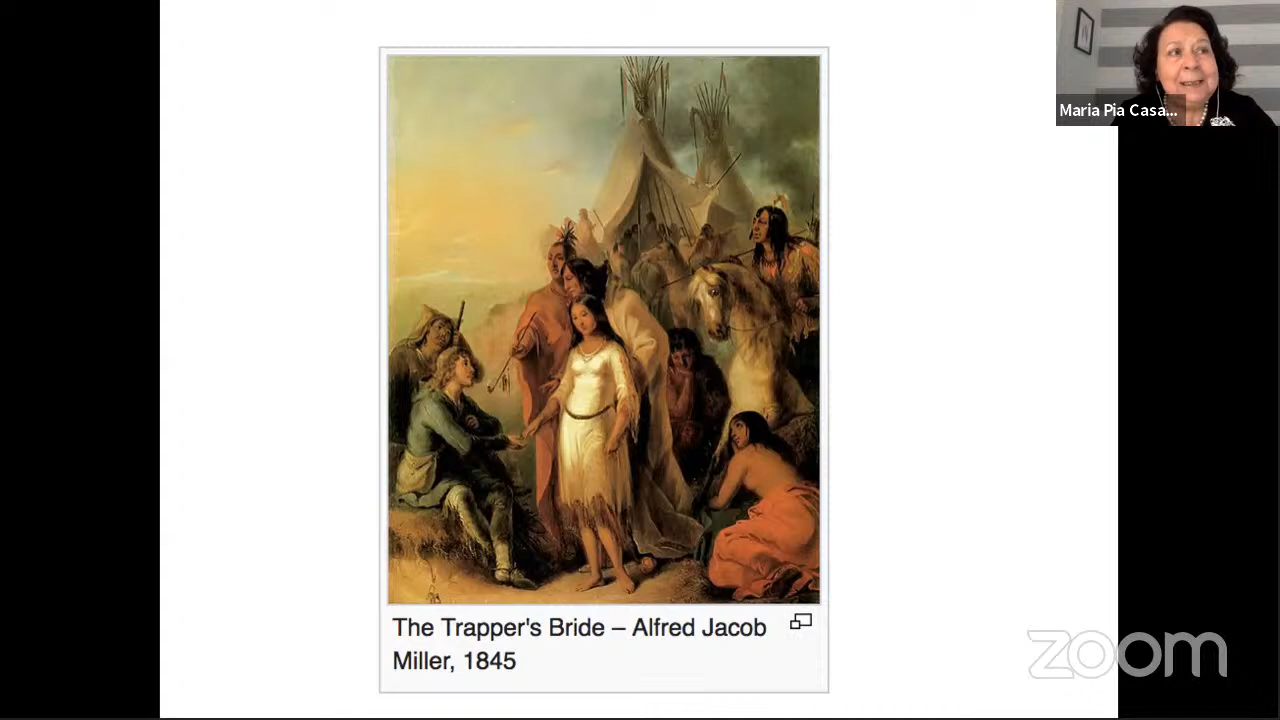 Maria Pia Casa...
The Trapper's Bride – Alfred Jacob
Miller, 1845
zoom